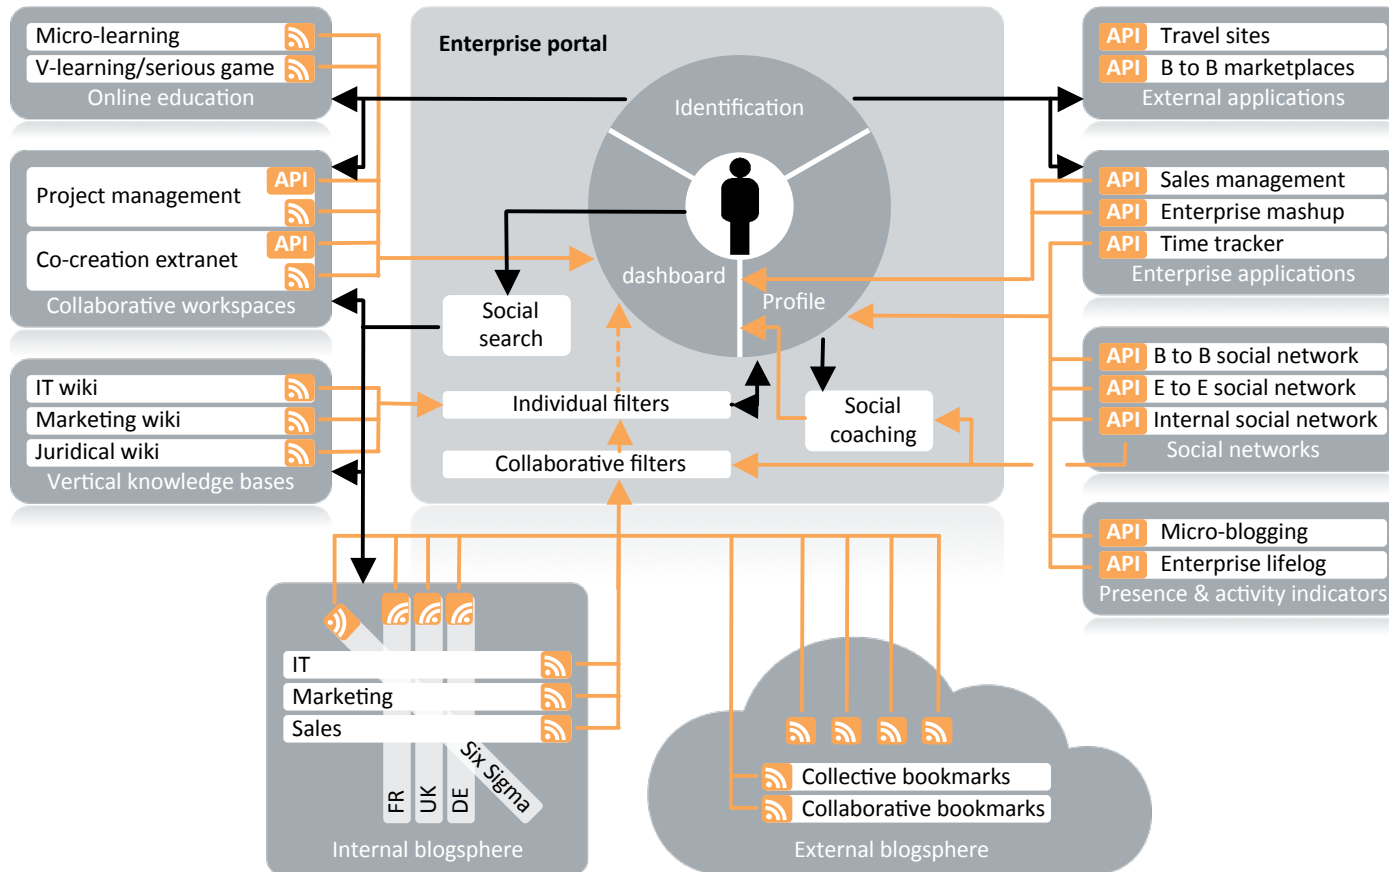 Micro-learning
V-learning/serious game
Online education
Project management
API
Co-creation extranet
API
Collaborative workspaces
IT wiki
Marketing wiki
Juridical wiki
Vertical knowledge bases
Enterprise portal
Identification
dashboard
Profile
Social
search
Individual filters
Collaborative filters
Social
coaching
API Travel sites
API B to B marketplaces
External applications
API Sales management
API Enterprise mashup
API Time tracker
Enterprise applications
API B to B social network
API E to E social network
API Internal social network
Social networks
API Micro-blogging
API Enterprise lifelog
Presence & activity indicators
IT
Marketing
Sales
FR
UK
DE
Six Sigma
Internal blogsphere
Collective bookmarks
Collaborative bookmarks
External blogsphere